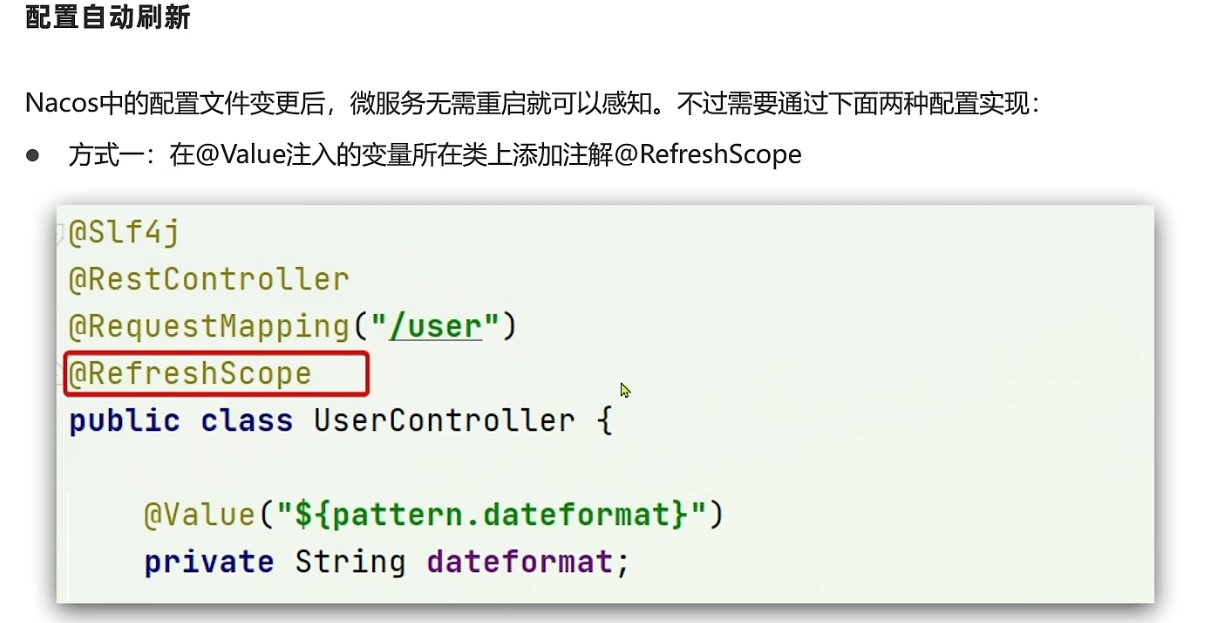 配置自动刷新
Nacos中的配置文件变更后，微服务无需重启就可以感知。不过需要通过下面两种配置实现：
● 方式一：在@Value注入的变量所在类上添加注解@RefreshScope
@Slf4j
@RestController
@RequestMapping("/user")
@RefreshScope
public class UserController {
@Value("${pattern.dateformat}")
private String dateformat;